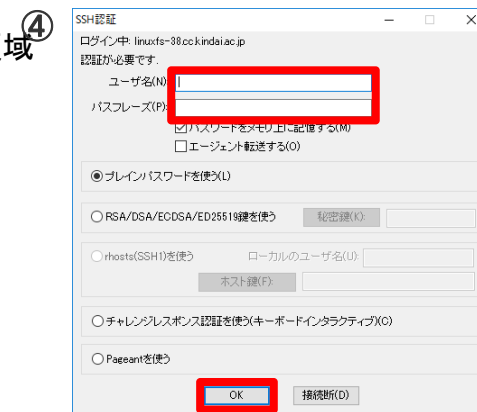 ④
域
SSH認証
ログイン中: linuxfs-38.cc.kindai.ac.jp
認証が必要です.
ユーザ名(N):
パスフレーズ(P):
パスワードをメモリ上に記憶する(M)
エージェント転送する(O)
プレインパスワードを使う(L)
RSA/DSA/ECDSA/ED25519鍵を使う 秘密鍵(K):
rhosts(SSH1)を使う ローカルのユーザ名(U):
ホスト鍵(F):
チャレンジレスポンス認証を使う(キーボードインタラクティブ)(C)
Pageantを使う
OK 接続断(D)